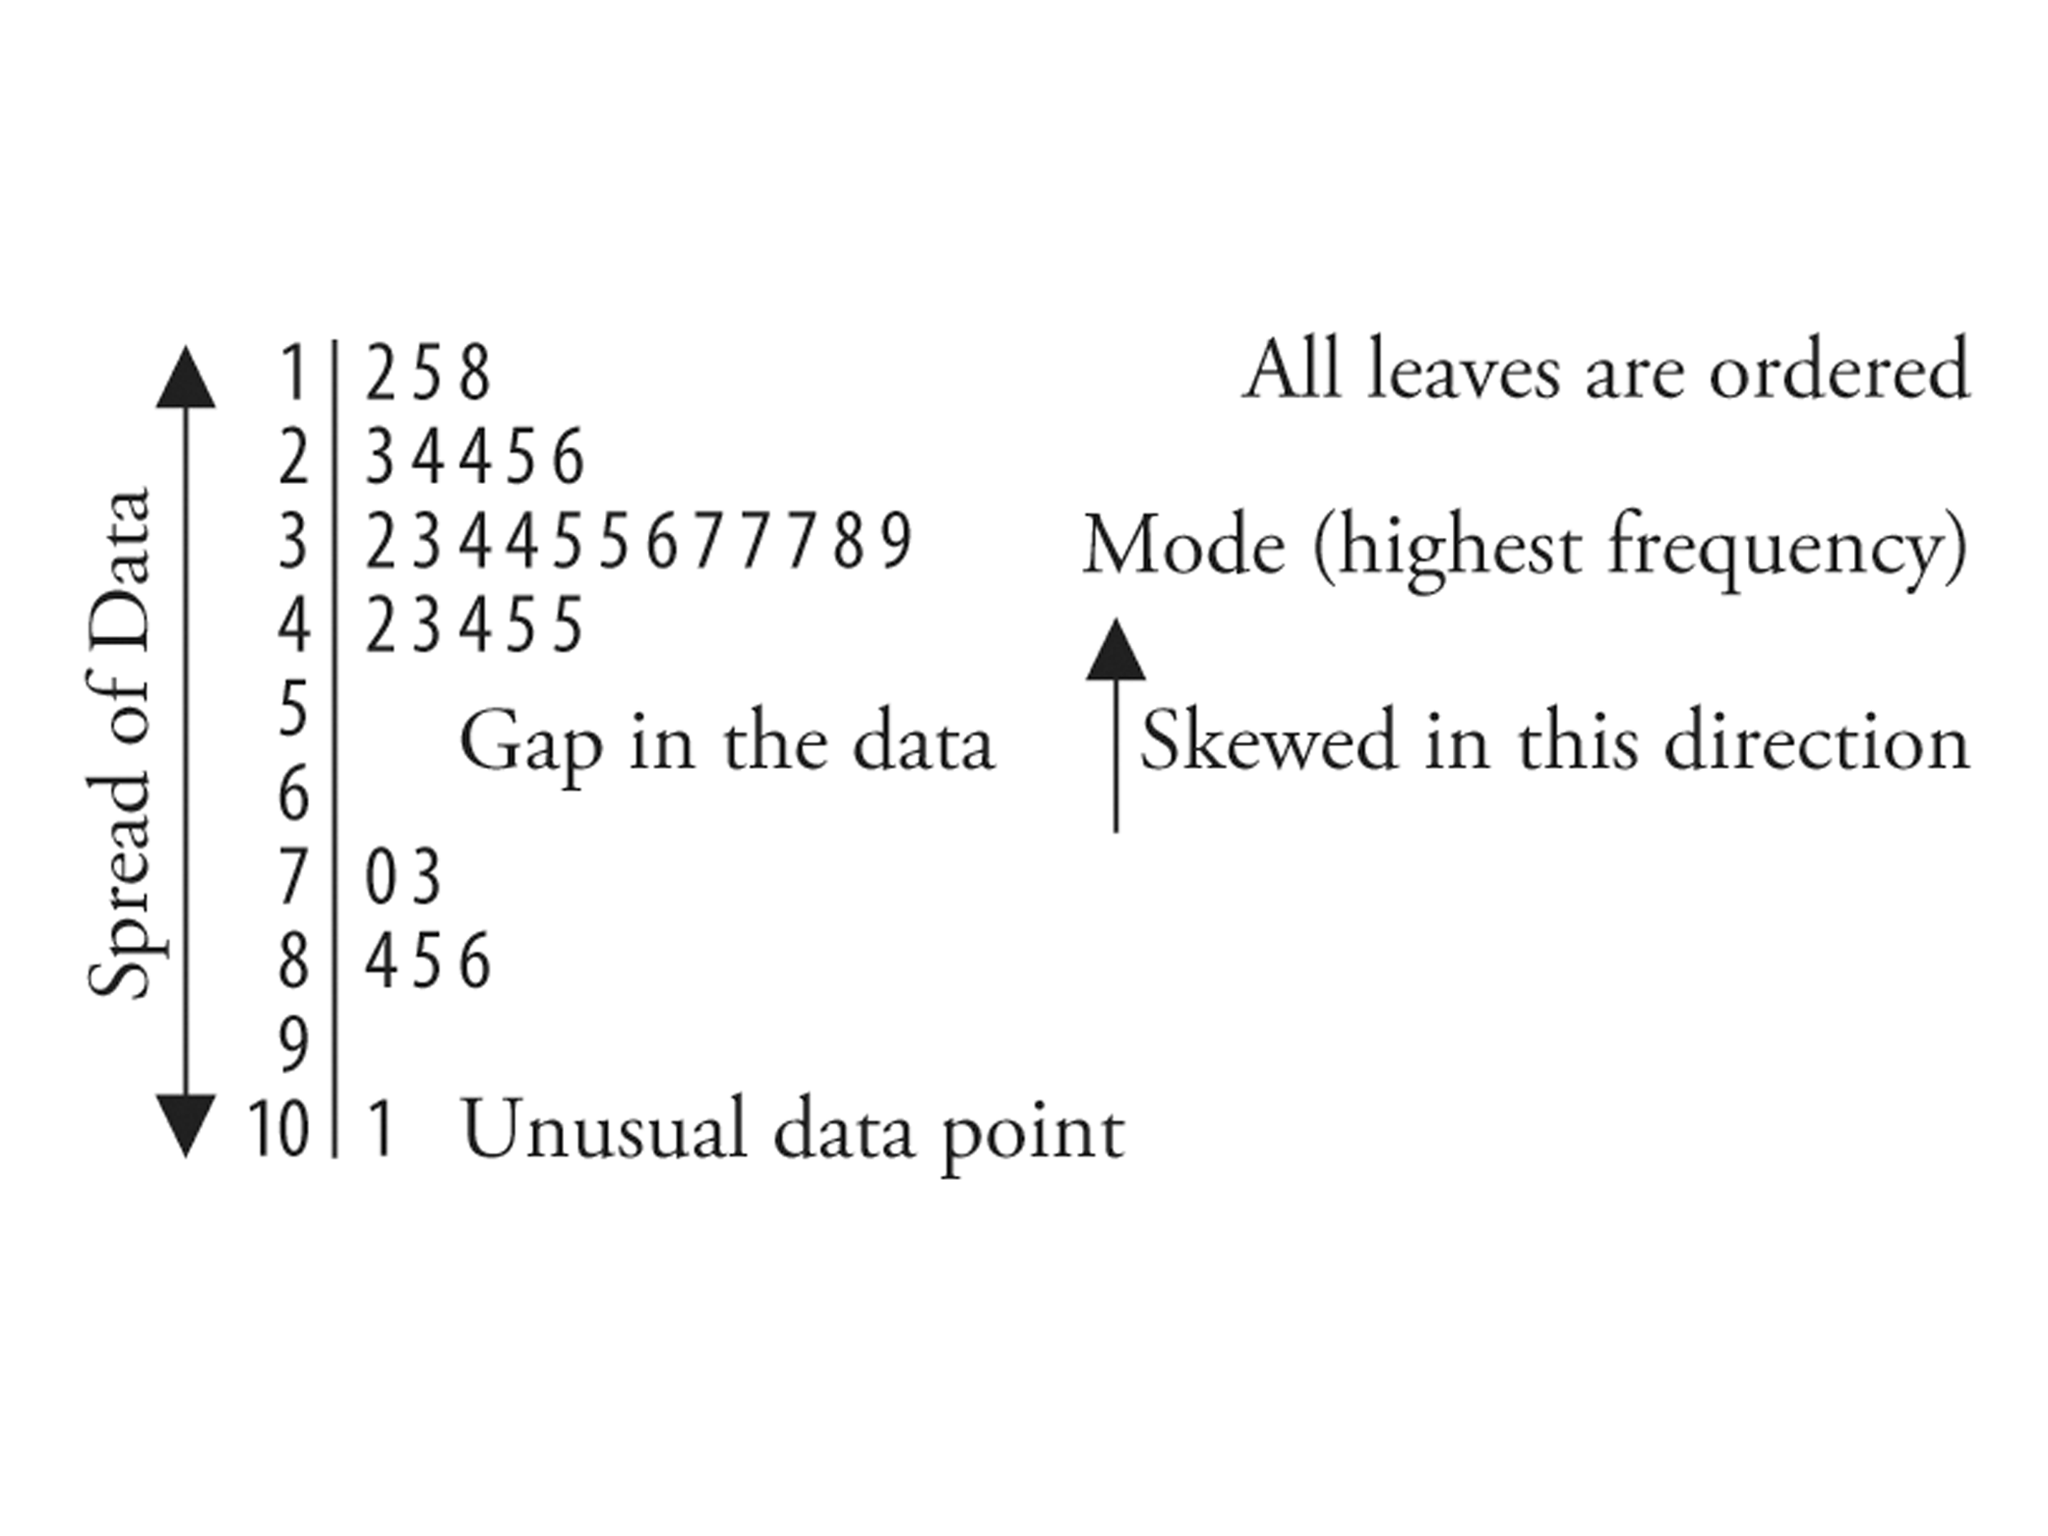 Spread of Data
1 | 2 5 8 All leaves are ordered
2 | 3 4 4 5 6
3 | 2 3 4 4 5 5 6 7 7 7 8 9 Mode (highest frequency)
4 | 2 3 4 5 5
5
Gap in the data Skewed in this direction
6
7 | 0 3
8 | 4 5 6
9
10 | 1 Unusual data point